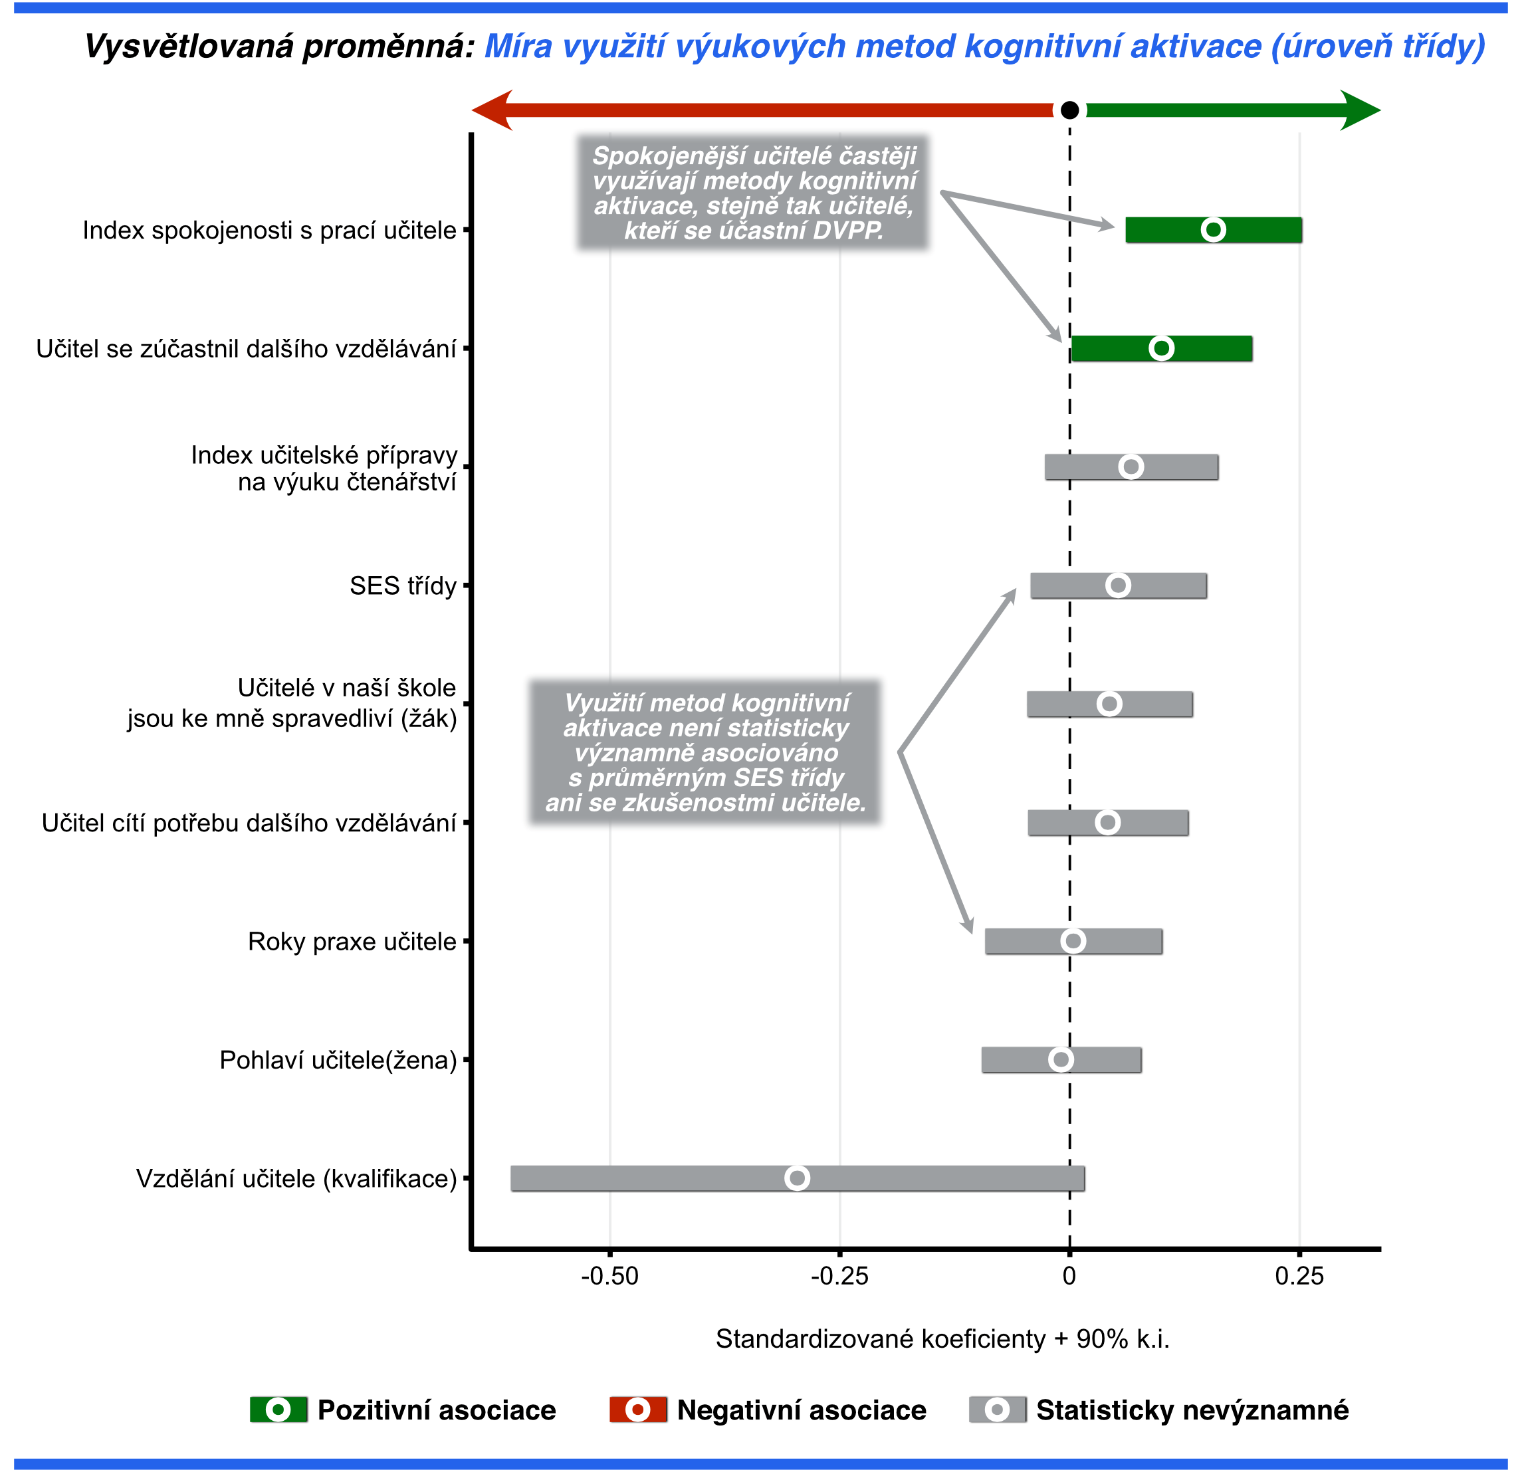 Vysvětlovaná proměnná: Míra využití výukových metod kognitivní aktivace (úroveň třídy)
Spokojenější učitelé častěji
využívají metody kognitivní
aktivace, stejně tak učitelé,
kteří se účastní DVPP.
Index spokojenosti s prací učitele
Učitel se zúčastnil dalšího vzdělávání
Index učitelské přípravy
na výuku čtenářství
SES třídy
Učitelé v naší škole
jsou ke mně spravedliví (žák)
Využití metod kognitivní
aktivace není statisticky
významně asociováno
s průměrným SES třídy
ani se zkušenostmi učitele.
Učitel cítí potřebu dalšího vzdělávání
Roky praxe učitele
Pohlaví učitele(žena)
Vzdělání učitele (kvalifikace)
-0.50 -0.25 0 0.25
Standardizované koeficienty + 90% k.i.
Pozitivní asociace Negativní asociace Statisticky nevýznamné